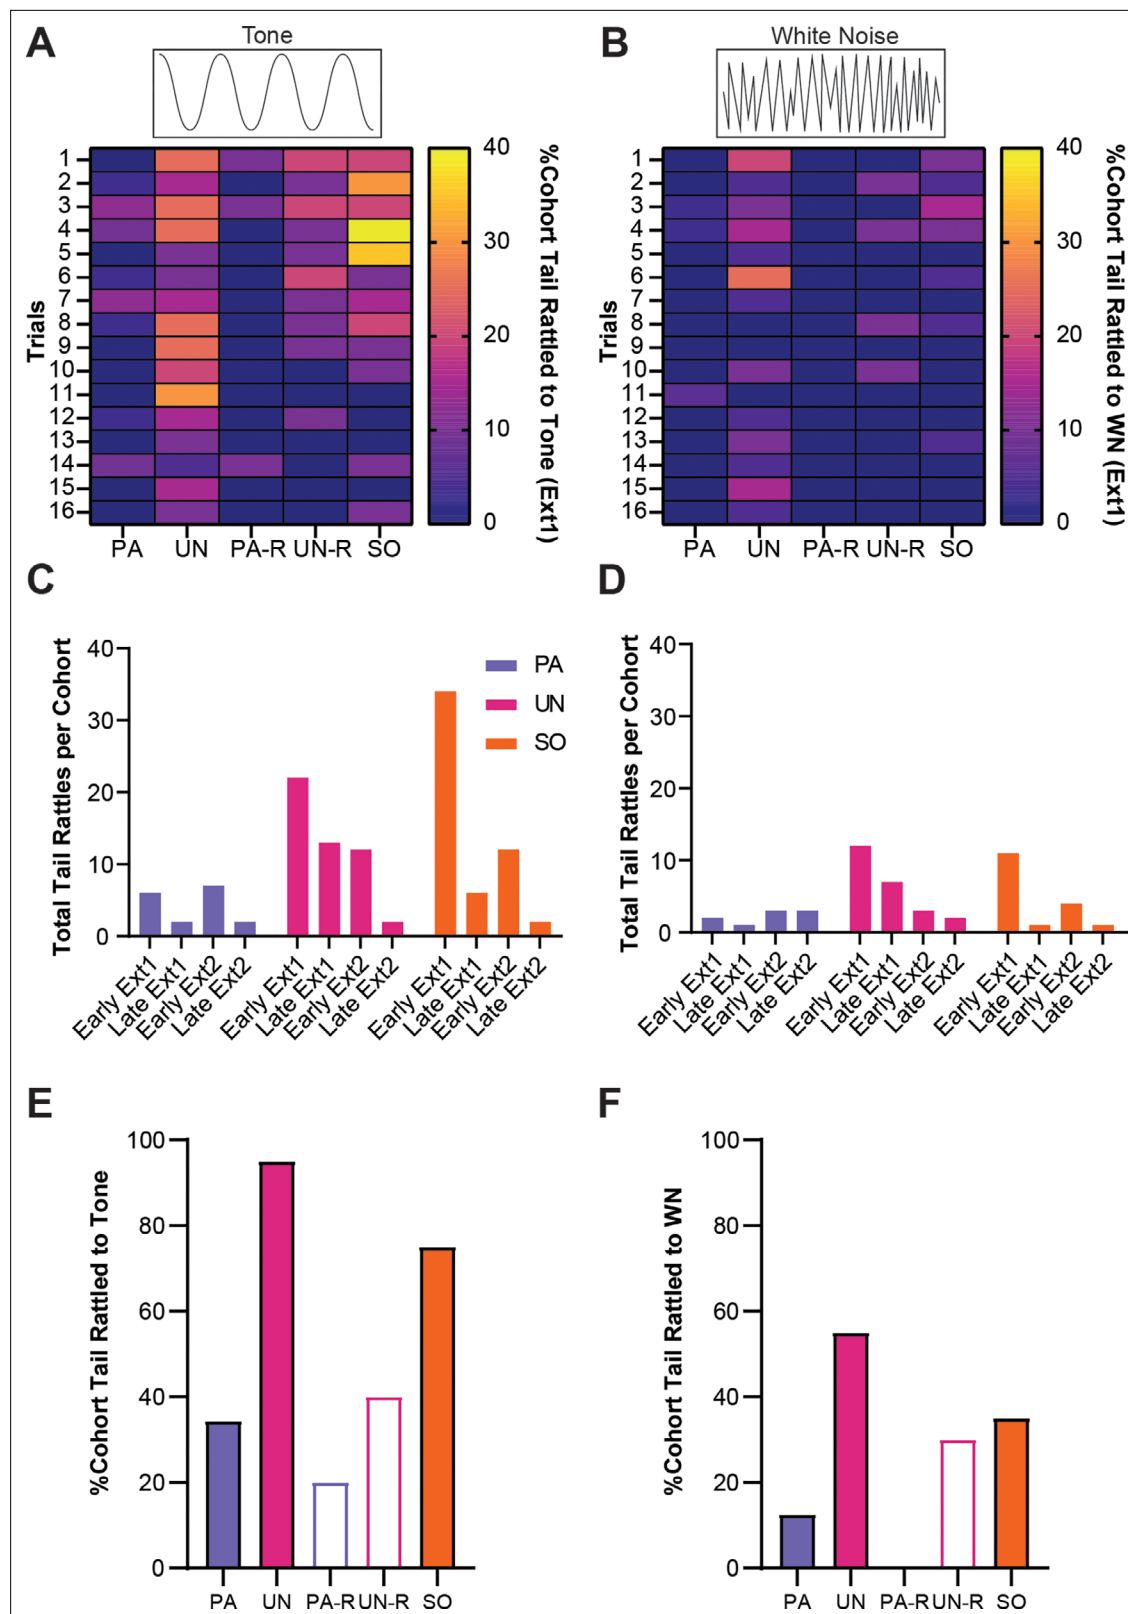 A
Tone
B
White Noise
Trials
1
2
3
4
5
6
7
8
9
10
11
12
13
14
15
16
PA UN PA-R UN-R SO
40
30
20
10
0
%Cohort Tail Rattled to Tone (Ext1)
Trials
1
2
3
4
5
6
7
8
9
10
11
12
13
14
15
16
PA UN PA-R UN-R SO
40
30
20
10
0
%Cohort Tail Rattled to WN (Ext1)
C
Total Tail Rattles per Cohort
40
30
20
10
0
PA
UN
SO
Early Ext1
Late Ext1
Early Ext2
Late Ext2
Early Ext1
Late Ext1
Early Ext2
Late Ext2
Early Ext1
Late Ext1
Early Ext2
Late Ext2
D
Total Tail Rattles per Cohort
40
30
20
10
0
Early Ext1
Late Ext1
Early Ext2
Late Ext2
Early Ext1
Late Ext1
Early Ext2
Late Ext2
Early Ext1
Late Ext1
Early Ext2
Late Ext2
E
%Cohort Tail Rattled to Tone
100
80
60
40
20
0
PA UN PA-R UN-R SO
F
%Cohort Tail Rattled to WN
100
80
60
40
20
0
PA UN PA-R UN-R SO